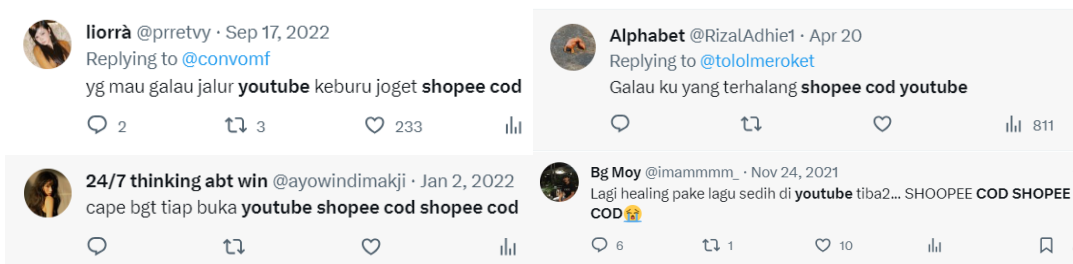 liorrà @prretvy · Sep 17, 2022
Replying to @convomf
yg mau galau jalur youtube keburu joget shopee cod
2 3 233
Alphabet @RizalAdhie1 · Apr 20
Replying to @tololmeroket
Galau ku yang terhalang shopee cod youtube
811
24/7 thinking abt win @ayowindimakji · Jan 2, 2022
cape bgt tiap buka youtube shopee cod shopee cod
Bg Moy @imammmm_ · Nov 24, 2021
Lagi healing pake lagu sedih di youtube tiba2... SHOOPEE COD SHOPEE
COD😭
6 1 10